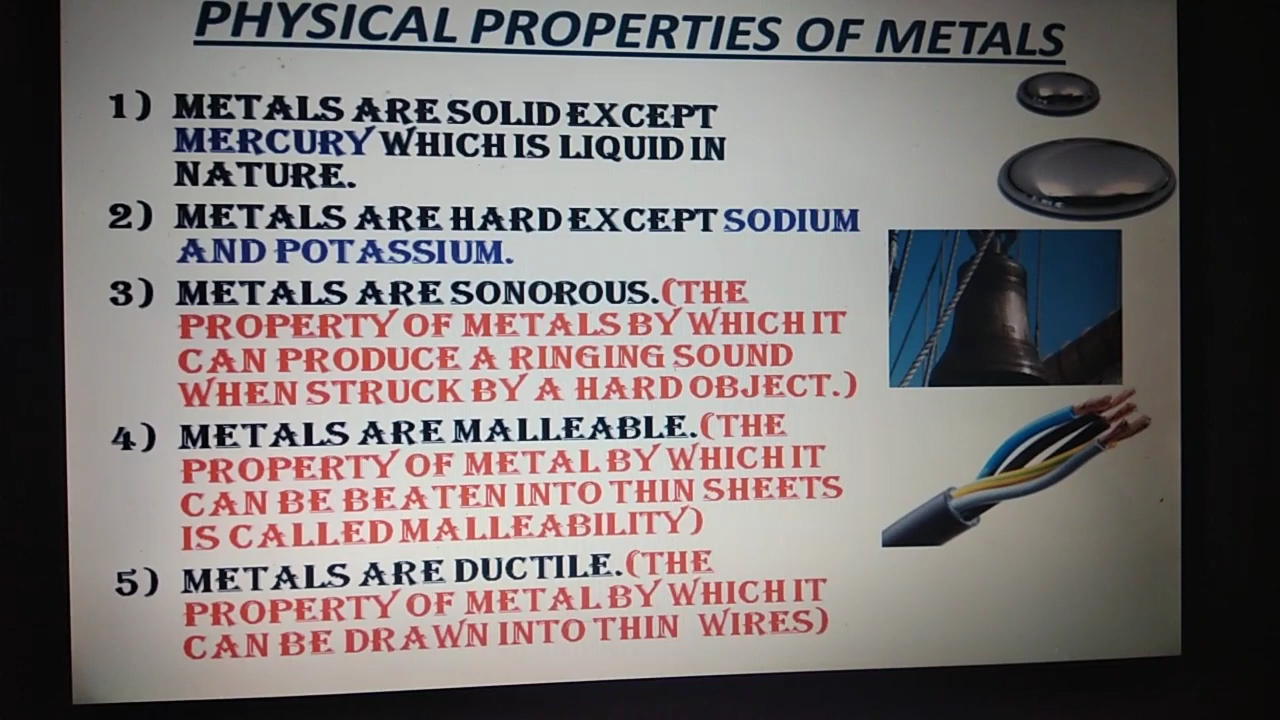 PHYSICAL PROPERTIES OF METALS
1) METALS ARE SOLID EXCEPT
MERCURY WHICH IS LIQUID IN
NATURE.
2) METALS ARE HARD EXCEPT SODIUM
AND POTASSIUM.
3) METALS ARE SONOROUS.(THE
PROPERTY OF METALS BY WHICH IT
CAN PRODUCE A RINGING SOUND
WHEN STRUCK BY A HARD OBJECT.)
4) METALS ARE MALLEABLE.(THE
PROPERTY OF METAL BY WHICH IT
CAN BE BEATEN INTO THIN SHEETS
IS CALLED MALLEABILITY)
5) METALS ARE DUCTILE.(THE
PROPERTY OF METAL BY WHICH IT
CAN BE DRAWN INTO THIN WIRES)